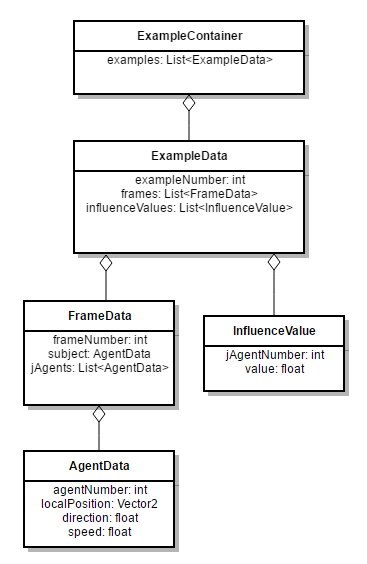 ExampleContainer
examples: List<ExampleData>
ExampleData
exampleNumber: int
frames: List<FrameData>
influenceValues: List<InfluenceValue>
FrameData
frameNumber: int
subject: AgentData
jAgents: List<AgentData>
InfluenceValue
jAgentNumber: int
value: float
AgentData
agentNumber: int
localPosition: Vector2
direction: float
speed: float